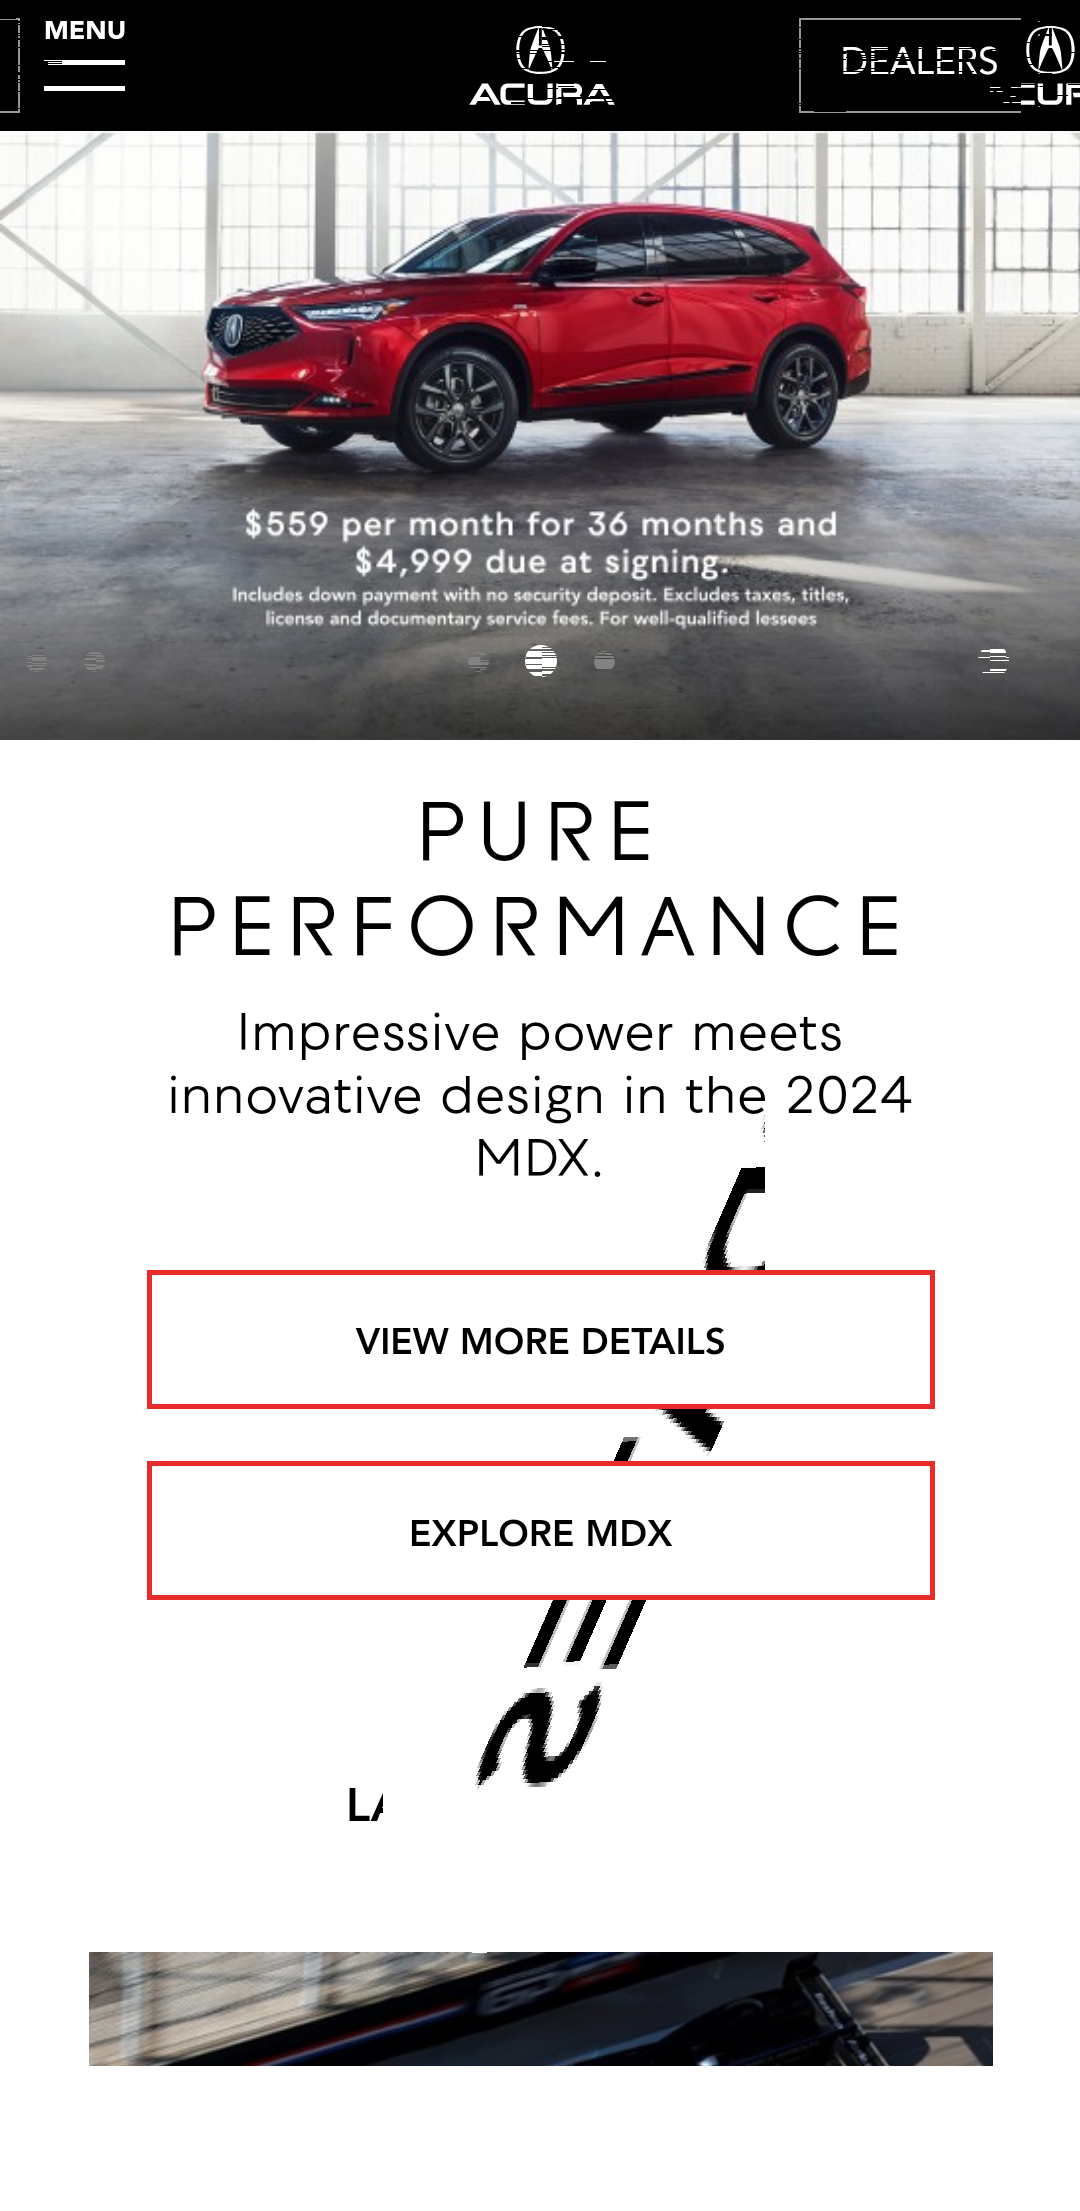 MENU
ACURA
DEALERS
$559 per month for 36 months and
$4,999 due at signing.
Includes down payment with no security deposit. Excludes taxes, titles,
license and documentary service fees. For well-qualified lessees
PURE
PERFORMANCE
Impressive power meets
innovative design in the 2024
MDX.
VIEW MORE DETAILS
EXPLORE MDX